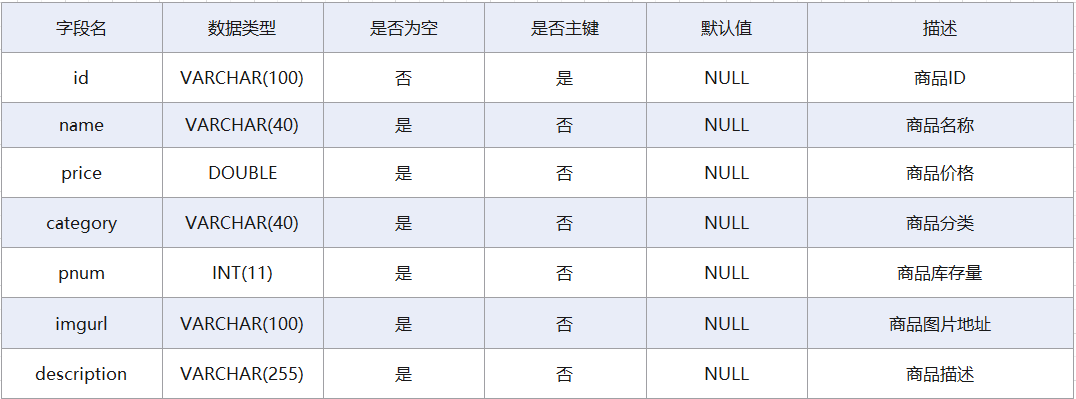 字段名 数据类型 是否为空 是否主键 默认值 描述
id VARCHAR(100) 否 是 NULL 商品ID
name VARCHAR(40) 是 否 NULL 商品名称
price DOUBLE 是 否 NULL 商品价格
category VARCHAR(40) 是 否 NULL 商品分类
pnum INT(11) 是 否 NULL 商品库存量
imgurl VARCHAR(100) 是 否 NULL 商品图片地址
description VARCHAR(255) 是 否 NULL 商品描述